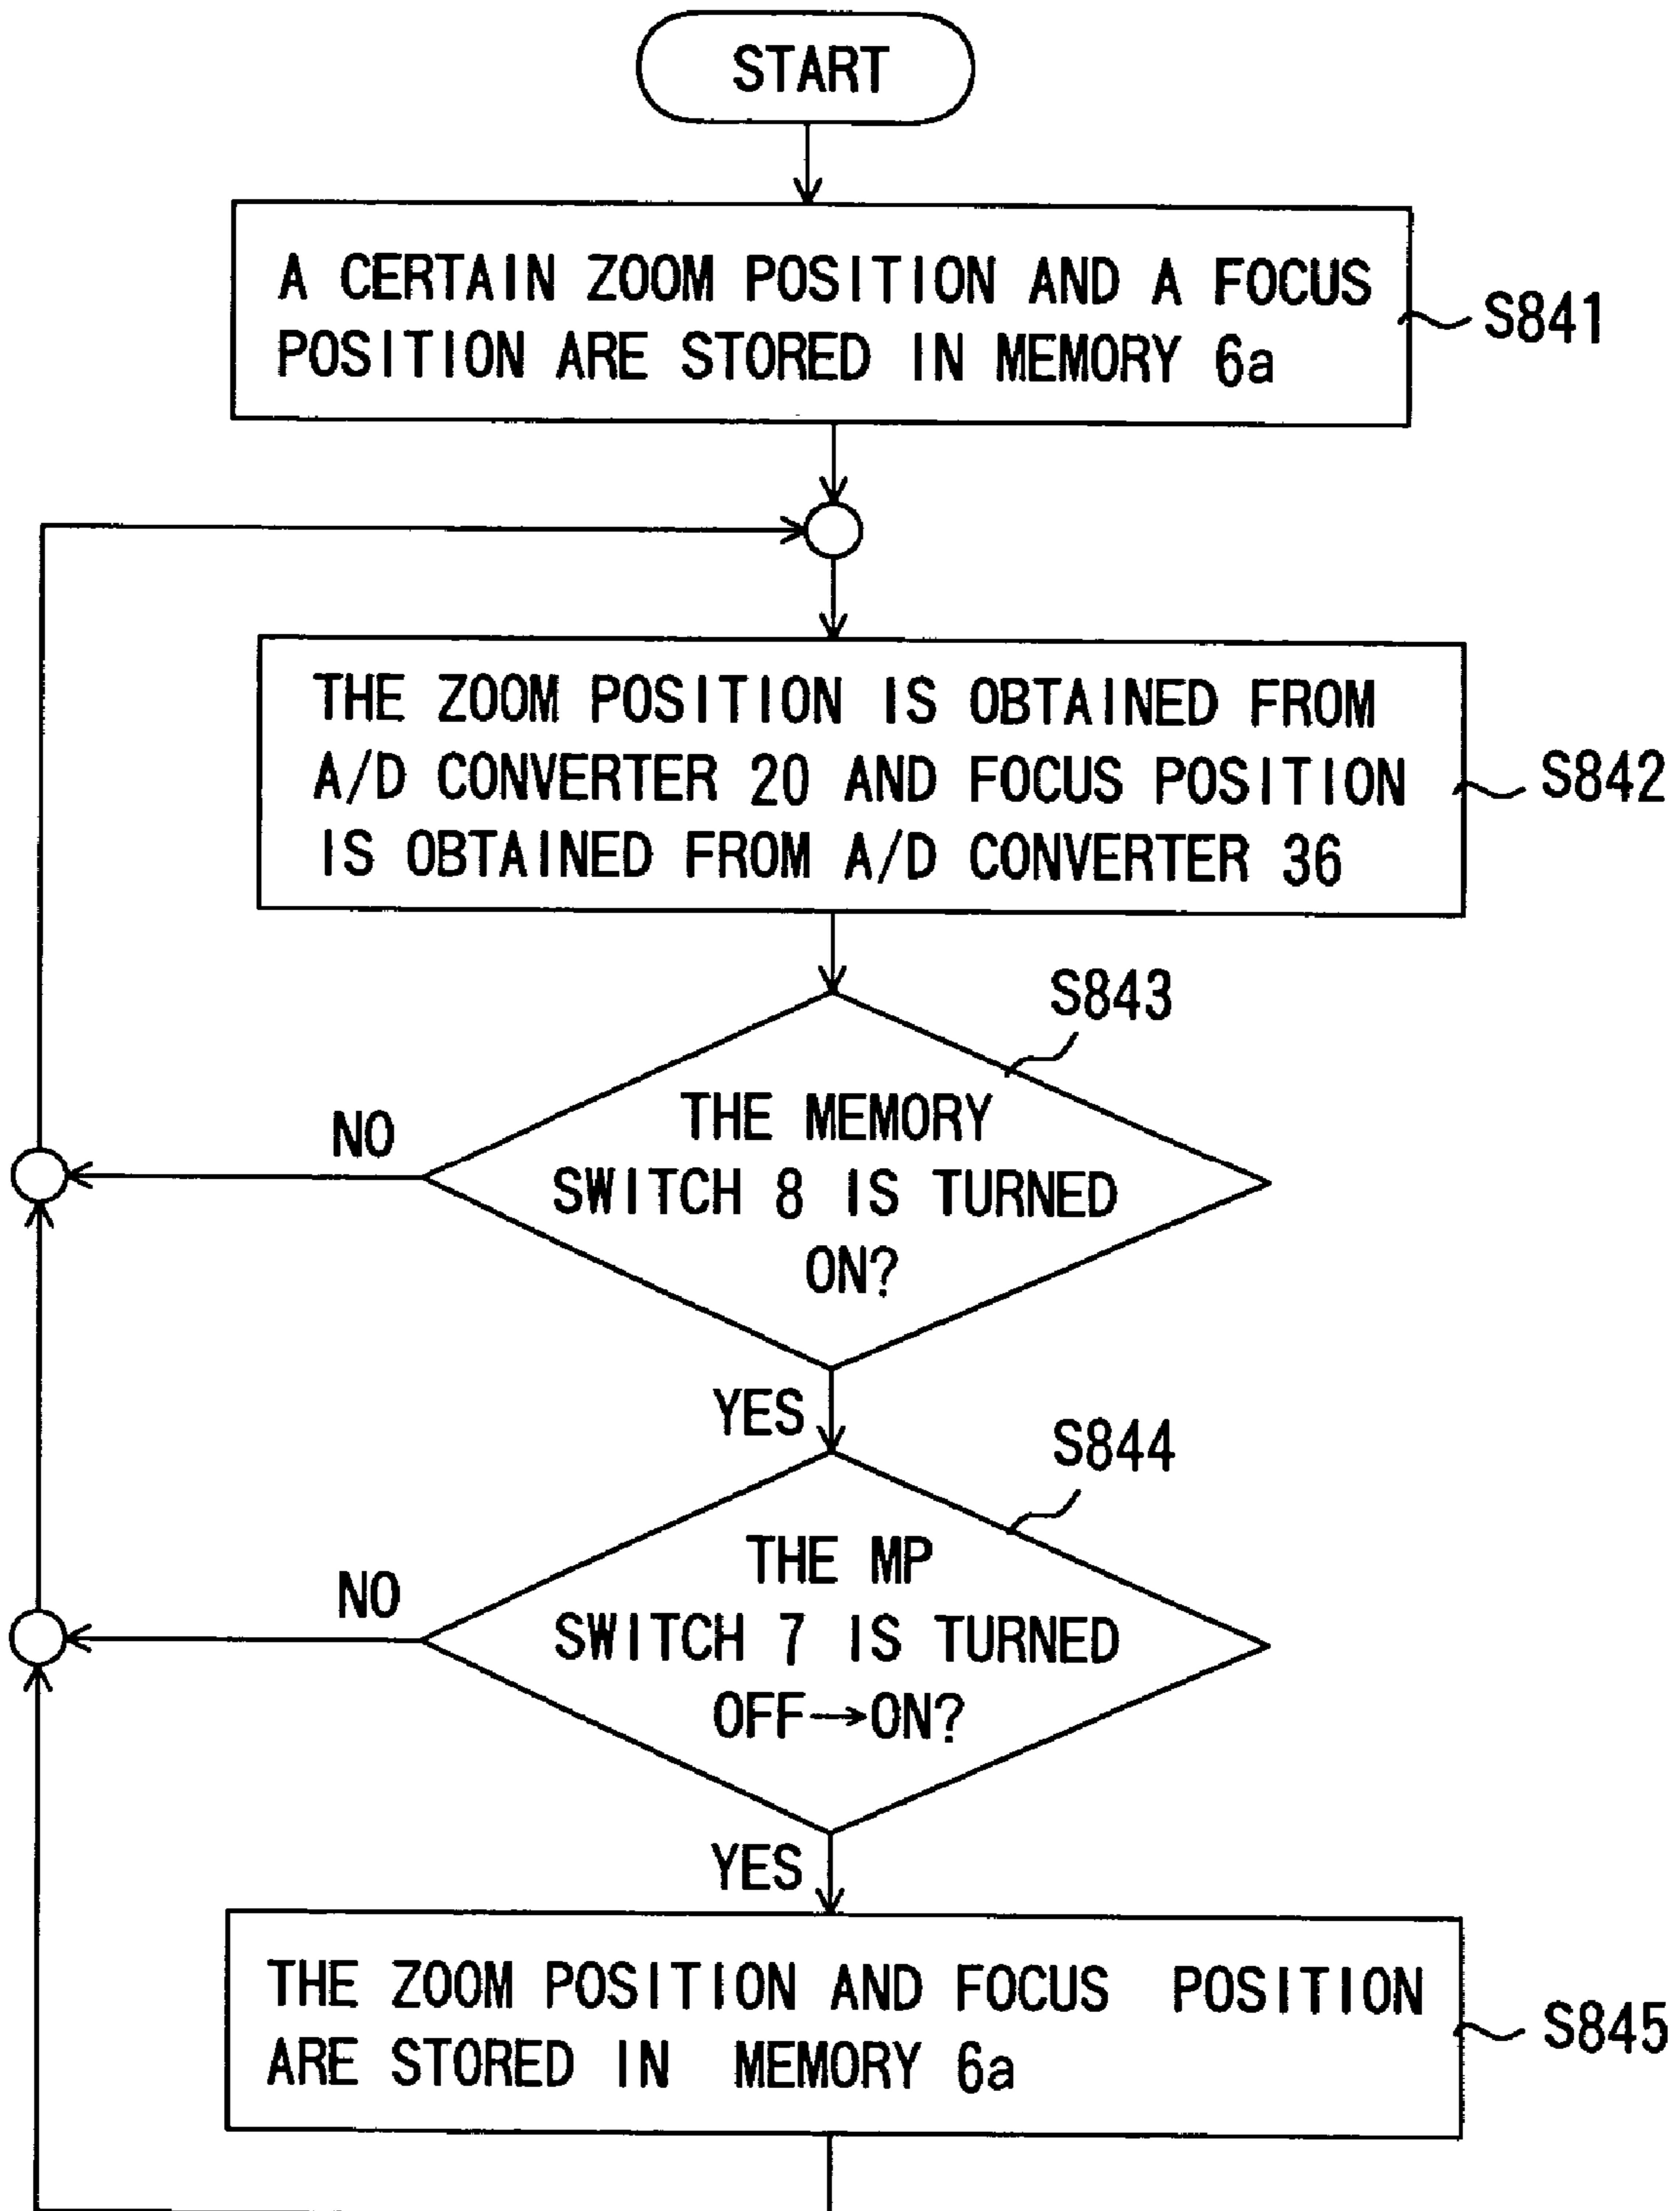 START
A CERTAIN ZOOM POSITION AND A FOCUS
POSITION ARE STORED IN MEMORY 6a
S841
THE ZOOM POSITION IS OBTAINED FROM
A/D CONVERTER 20 AND FOCUS POSITION
IS OBTAINED FROM A/D CONVERTER 36
S842
S843
THE MEMORY
SWITCH 8 IS TURNED
ON?
NO
YES
S844
THE MP
SWITCH 7 IS TURNED
OFF→ON?
NO
YES
THE ZOOM POSITION AND FOCUS POSITION
ARE STORED IN MEMORY 6a
S845